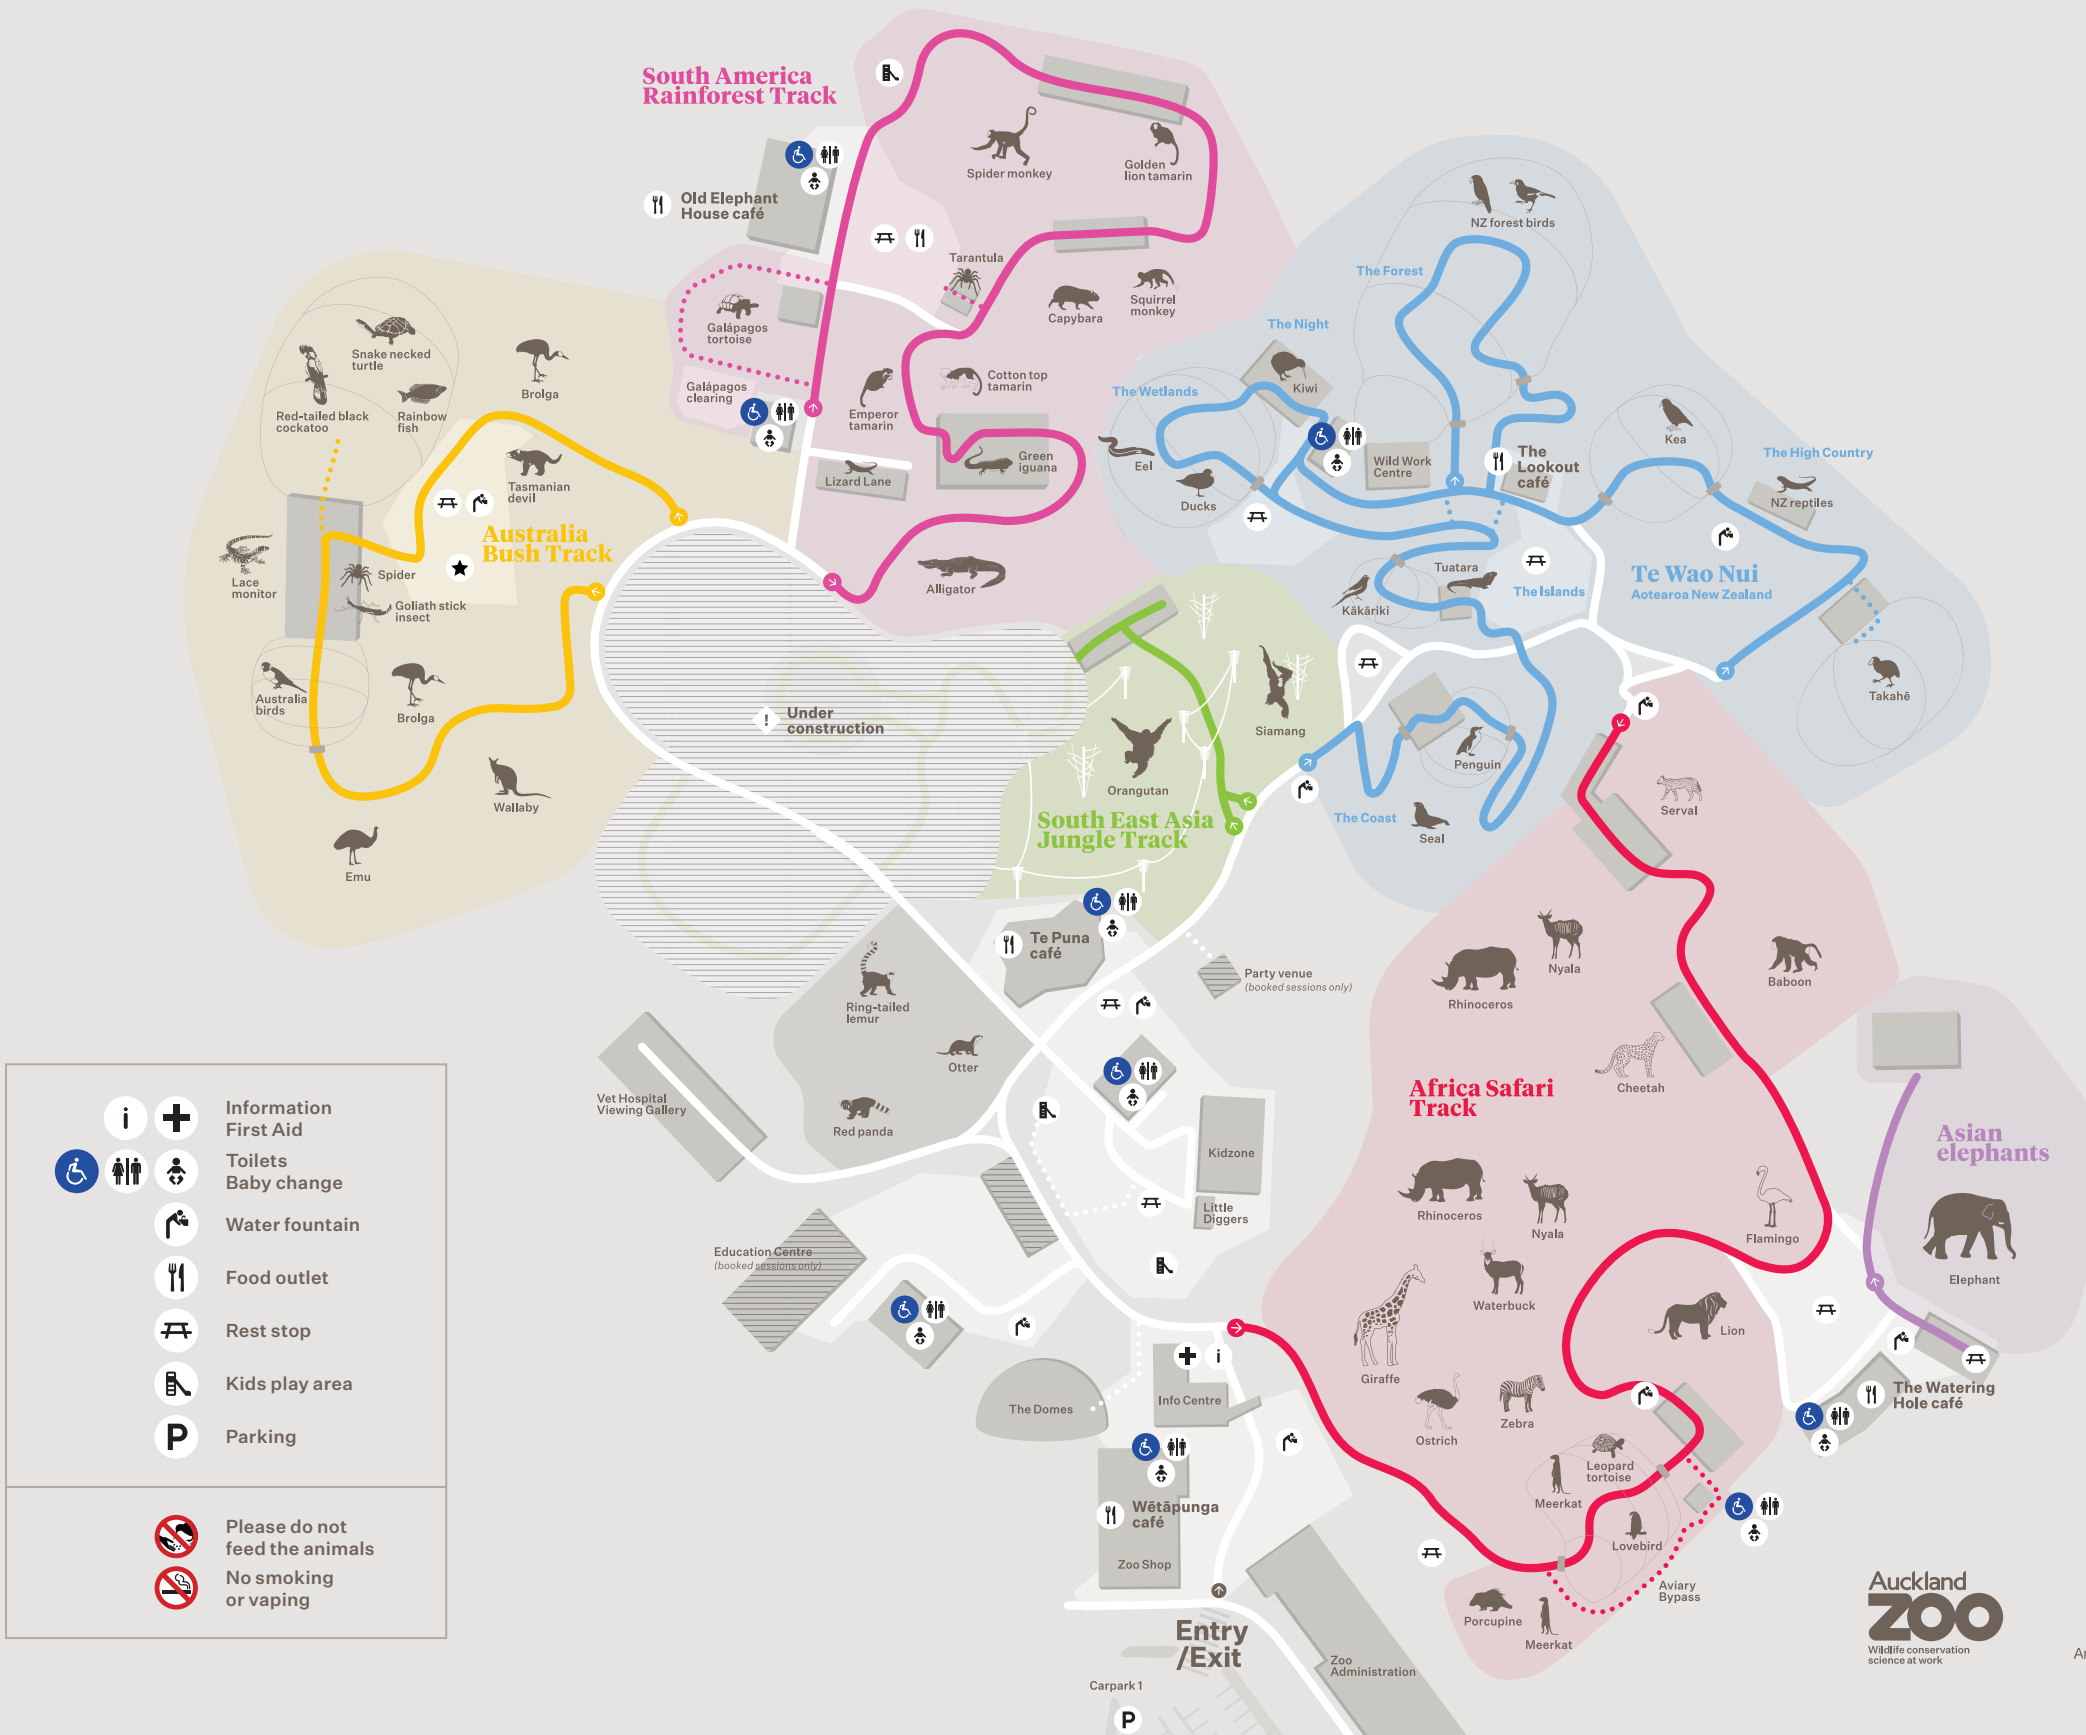 South America
Rainforest Track
Old Elephant
House café
Spider monkey
Golden
lion tamarin
Tarantula
Capybara
Squirrel
monkey
Galápagos
tortoise
Galápagos
clearing
Emperor
tamarin
Cotton top
tamarin
Green
iguana
Lizard Lane
Alligator
Snake necked
turtle
Brolga
Red-tailed black
cockatoo
Rainbow
fish
Tasmanian
devil
Australia
Bush Track
Lace
monitor
Spider
Goliath stick
insect
Australia
birds
Brolga
Wallaby
Emu
NZ forest birds
The Forest
The Night
Kiwi
The Wetlands
Eel
Ducks
Wild Work
Centre
The
Lookout
café
Kea
The High Country
NZ reptiles
Tuatara
Kākāriki
The Islands
Te Wao Nui
Aotearoa New Zealand
Takahē
Penguin
The Coast
Seal
!
Under
construction
Siamang
Orangutan
South East Asia
Jungle Track
Te Puna
café
Party venue
(booked sessions only)
Ring-tailed
lemur
Otter
Red panda
Vet Hospital
Viewing Gallery
Kidzone
Little
Diggers
Education Centre
(booked sessions only)
The Domes
i
Info Centre
Wētāpunga
café
Zoo Shop
Entry
/Exit
Carpark 1
P
Zoo
Administration
Serval
Nyala
Rhinoceros
Baboon
Cheetah
Africa Safari
Track
Rhinoceros
Nyala
Flamingo
Waterbuck
Lion
Giraffe
Ostrich
Zebra
Leopard
tortoise
Meerkat
Lovebird
Aviary
Bypass
Porcupine
Meerkat
Asian
elephants
Elephant
The Watering
Hole café
i
Information
First Aid
Toilets
Baby change
Water fountain
Food outlet
Rest stop
Kids play area
P
Parking
Please do not
feed the animals
No smoking
or vaping
Auckland
ZOO
Wildlife conservation
science at work